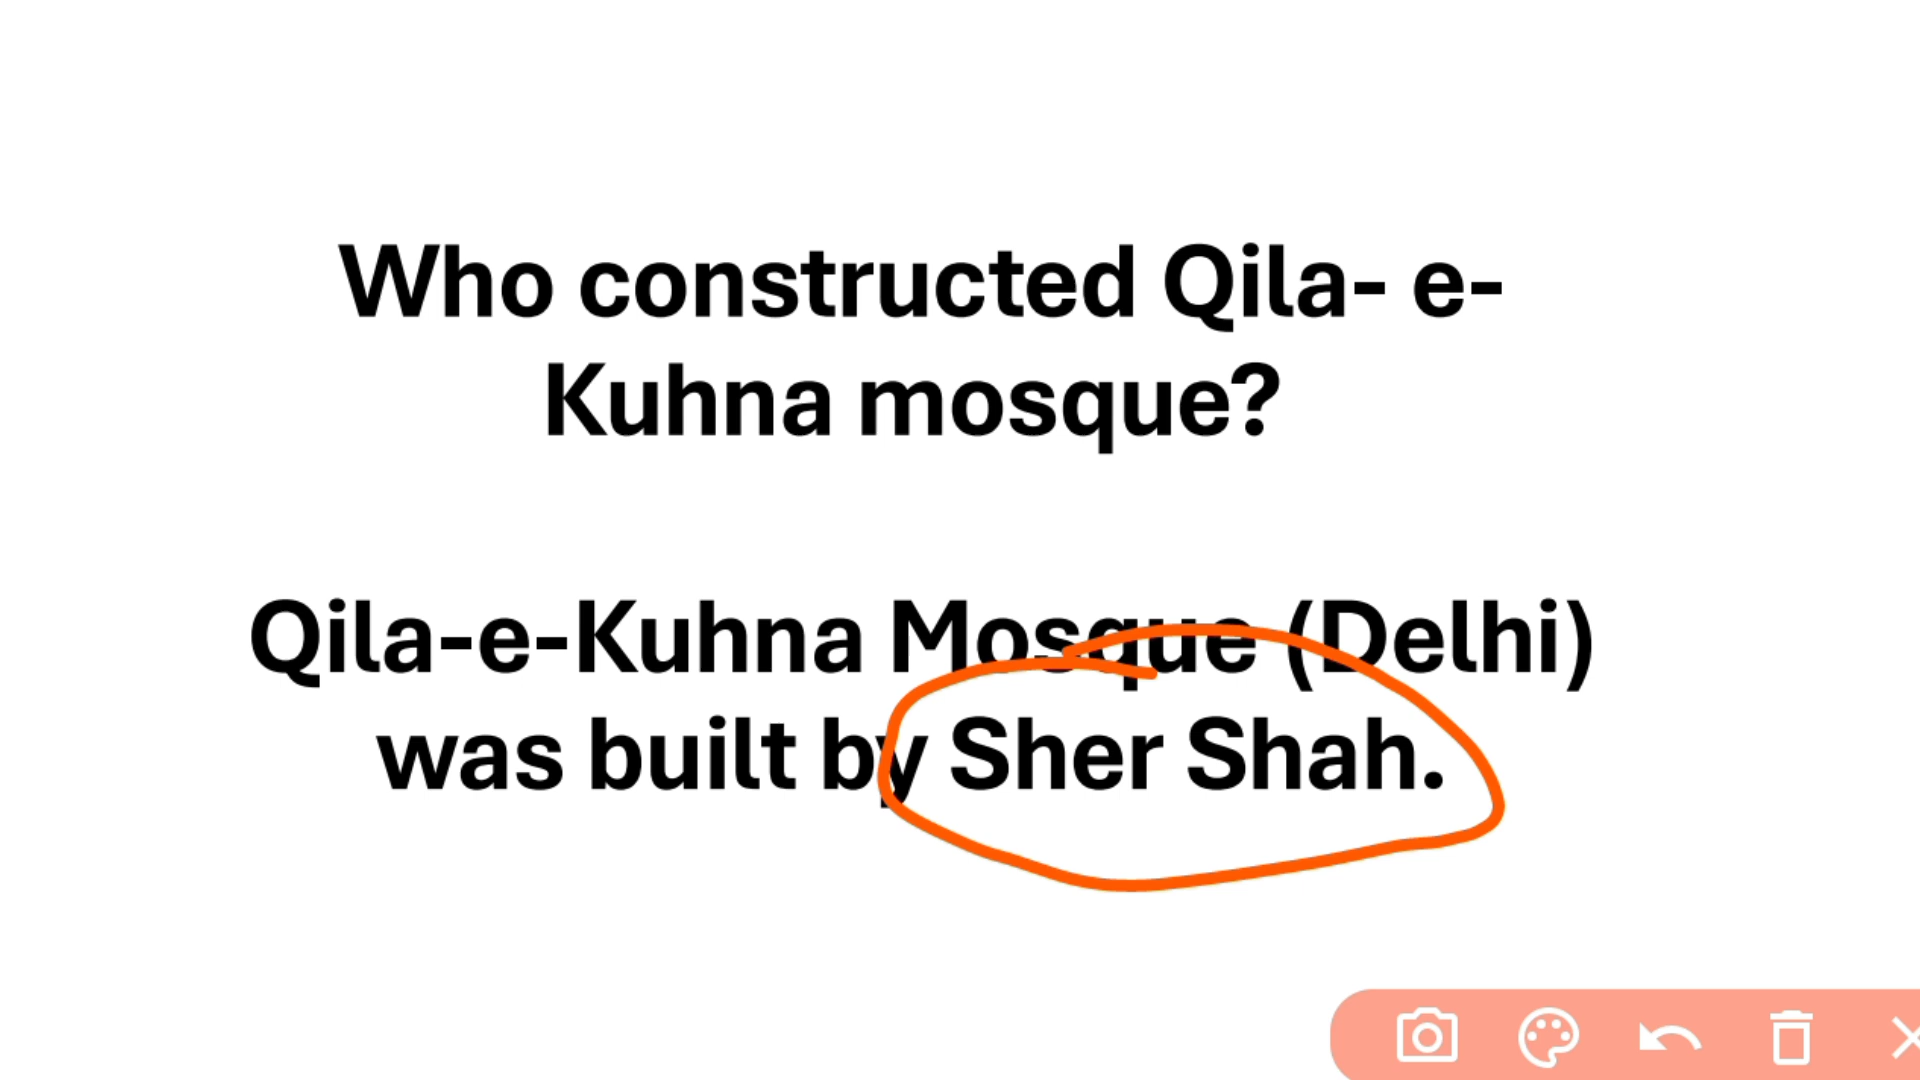 Who constructed Qila- e-
Kuhna mosque?
Qila-e-Kuhna Mosque (Delhi)
was built by Sher Shah.